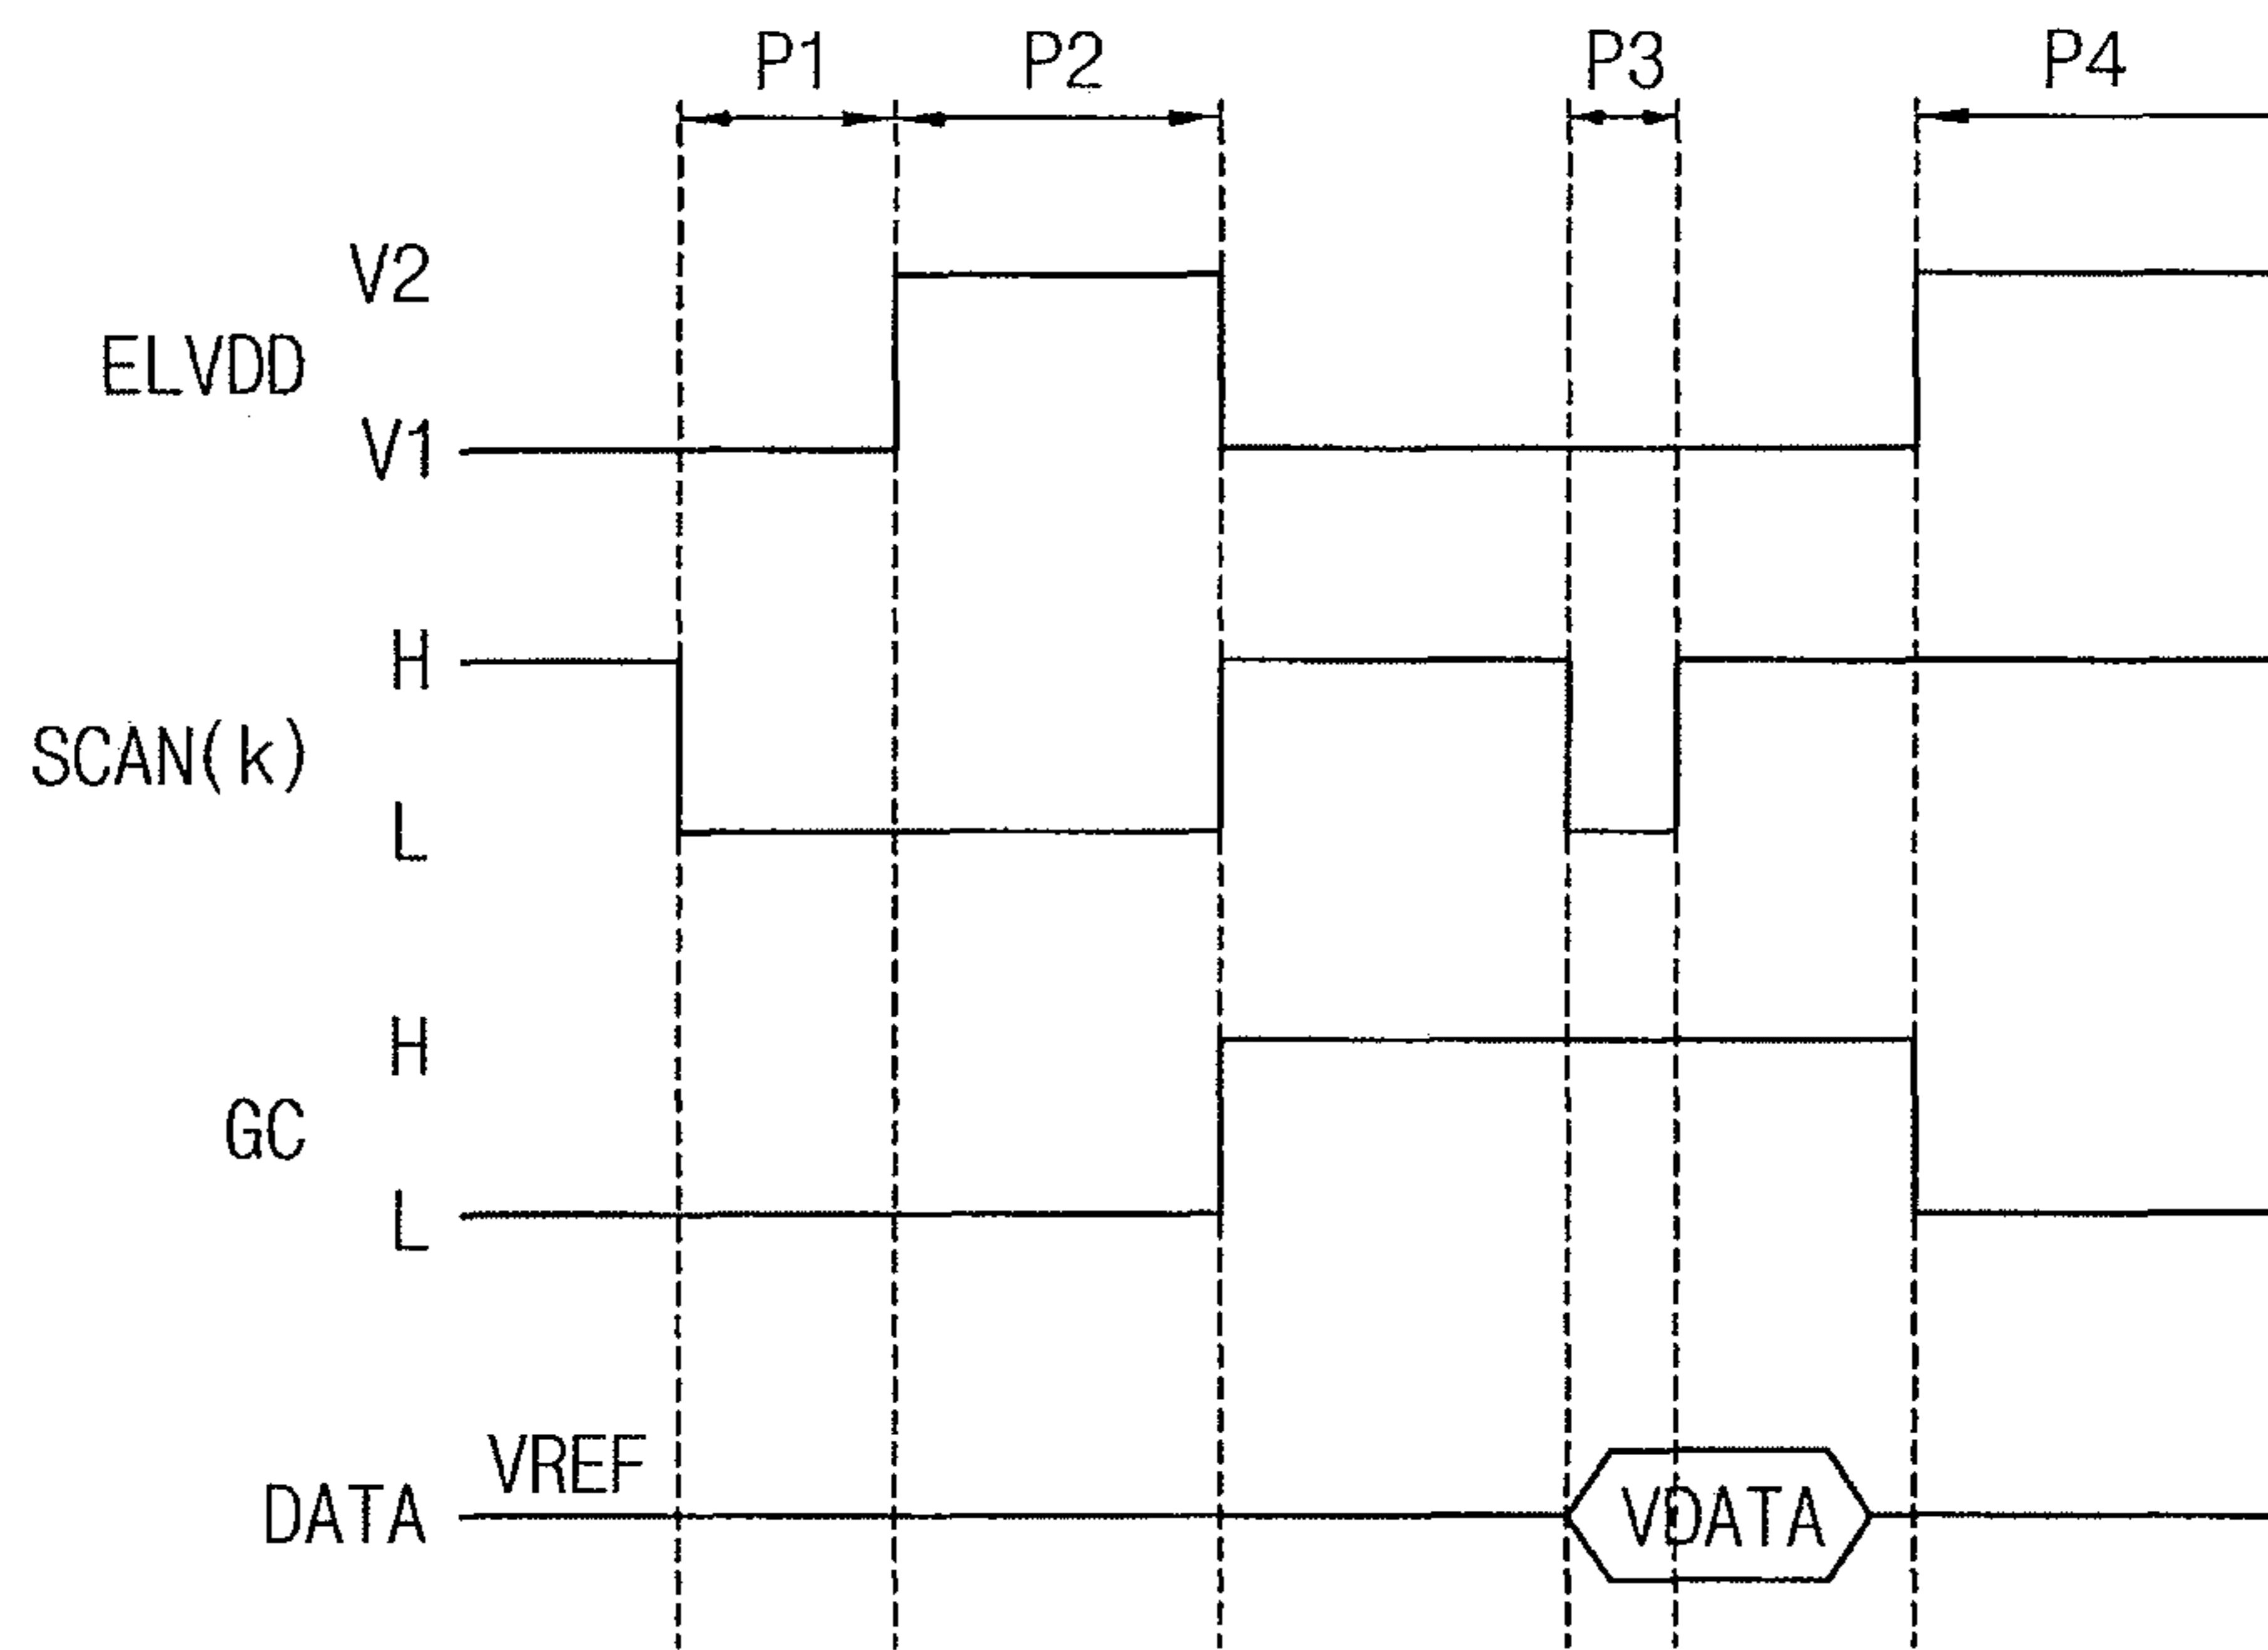 P1 P2 P3 P4
V2
ELVDD
V1
H
SCAN(k)
L
H
GC
L
VREF
DATA VDATA